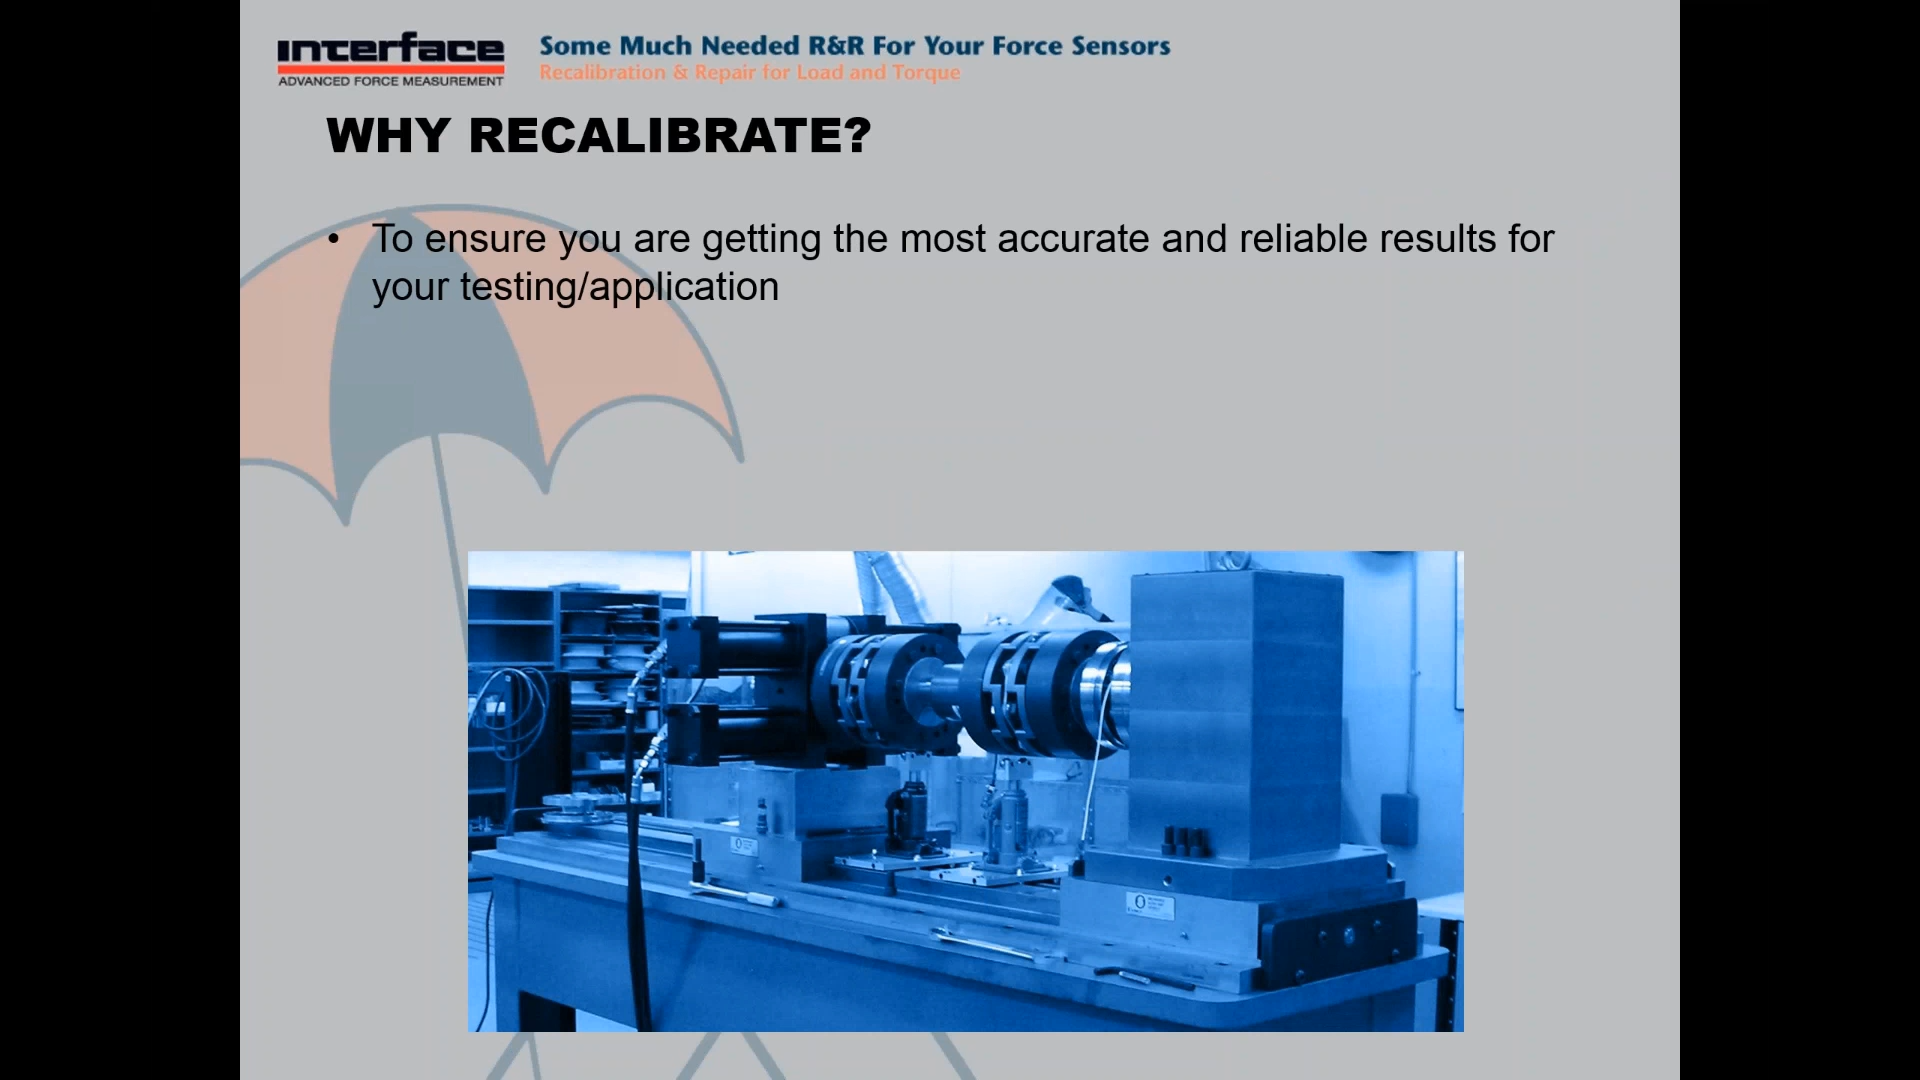 interface
ADVANCED FORCE MEASUREMENT
Some Much Needed R&R For Your Force Sensors
Recalibration & Repair for Load and Torque
WHY RECALIBRATE?
• To ensure you are getting the most accurate and reliable results for
your testing/application